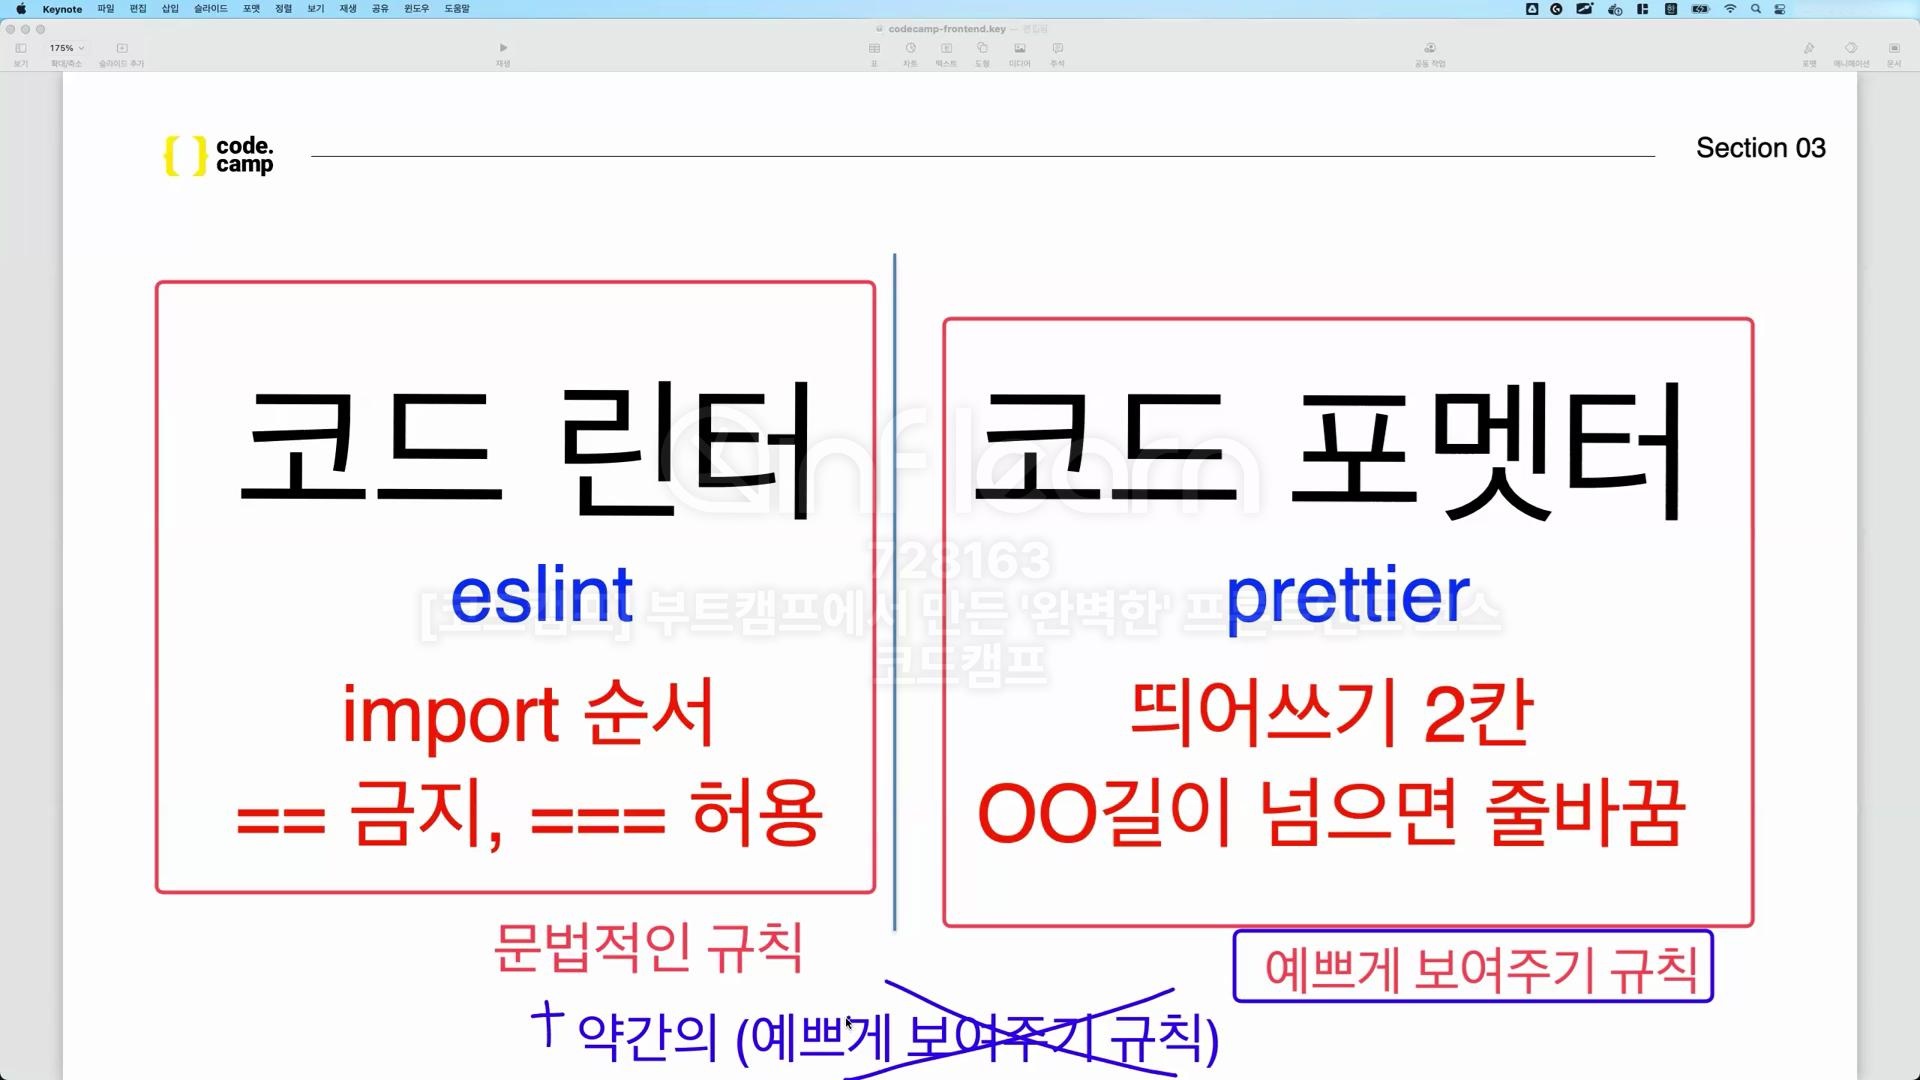 Keynote 파일 편집 삽입 슬라이드 포맷 정렬 보기 재생 공유 윈도우 도움말
codecamp-frontend.key — 편집됨
175%
보기 확대/축소 슬라이드 추가 재생 표 차트 텍스트 도형 미디어 주석 공동 작업 포맷 애니메이션 문서
code.
camp
Section 03
코드 린터
eslint
import 순서
== 금지, === 허용
문법적인 규칙
코드 포멧터
prettier
띄어쓰기 2칸
OO길이 넘으면 줄바꿈
예쁘게 보여주기 규칙
+ 약간의 (예쁘게 보여주기 규칙)
inflearn
728163
[코드캠프] 부트캠프에서 만든 '완벽한' 프론트엔드 코스
코드캠프